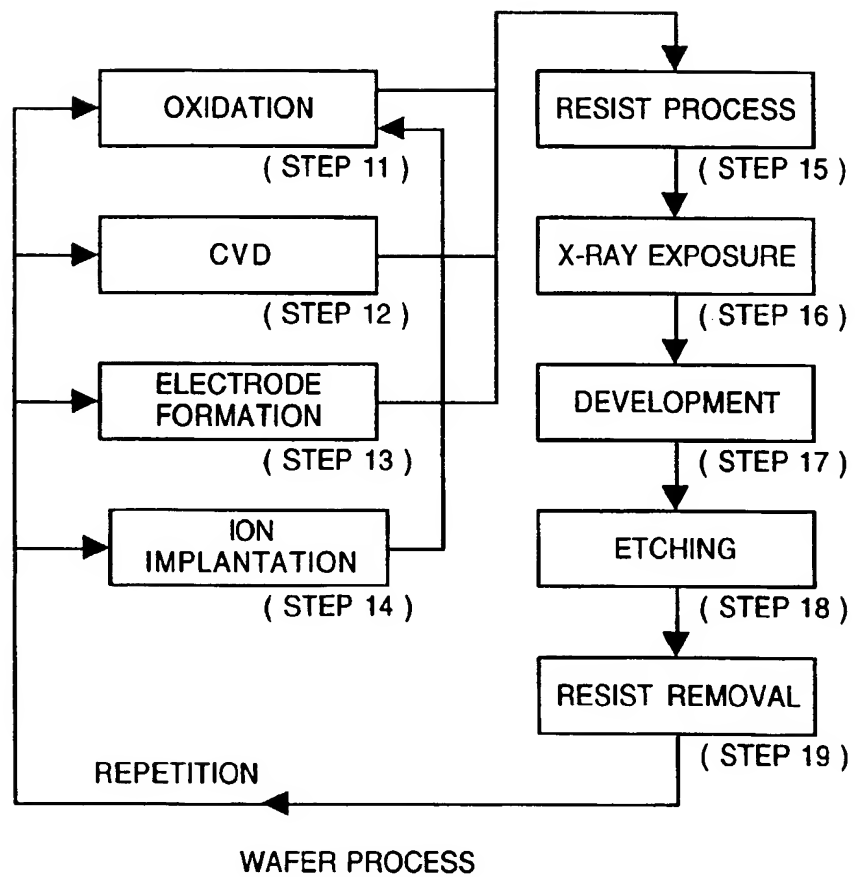 OXIDATION
( STEP 11 )
CVD
( STEP 12 )
ELECTRODE
FORMATION
( STEP 13 )
ION
IMPLANTATION
( STEP 14 )
RESIST PROCESS
( STEP 15 )
X-RAY EXPOSURE
( STEP 16 )
DEVELOPMENT
( STEP 17 )
ETCHING
( STEP 18 )
RESIST REMOVAL
( STEP 19 )
REPETITION
WAFER PROCESS